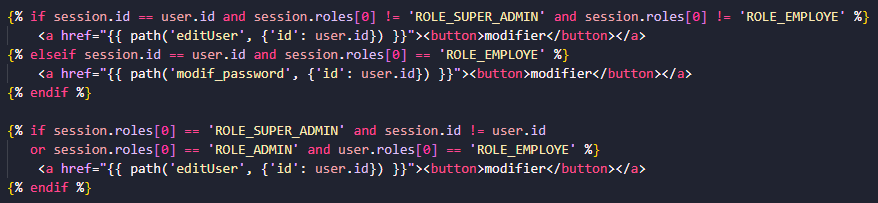 {% if session.id == user.id and session.roles[0] != 'ROLE_SUPER_ADMIN' and session.roles[0] != 'ROLE_EMPLOYE' %}
    <a href="{{ path('editUser', {'id': user.id}) }}"><button>modifier</button></a>
{% elseif session.id == user.id and session.roles[0] == 'ROLE_EMPLOYE' %}
    <a href="{{ path('modif_password', {'id': user.id}) }}"><button>modifier</button></a>
{% endif %}

{% if session.roles[0] == 'ROLE_SUPER_ADMIN' and session.id != user.id
   or session.roles[0] == 'ROLE_ADMIN' and user.roles[0] == 'ROLE_EMPLOYE' %}
    <a href="{{ path('editUser', {'id': user.id}) }}"><button>modifier</button></a>
{% endif %}